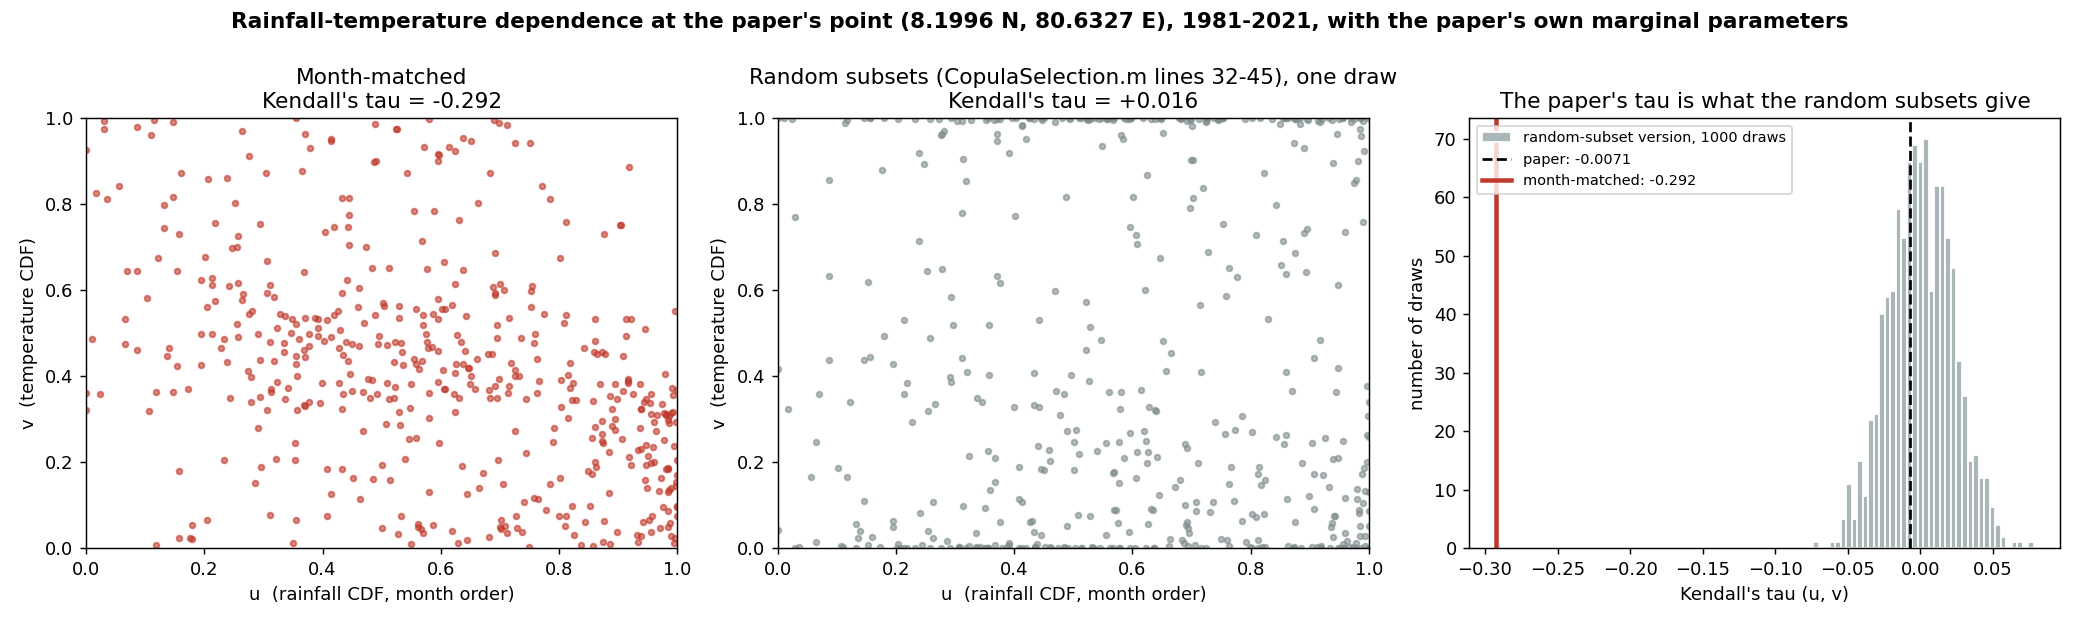 Rainfall-temperature dependence at the paper's point (8.1996 N, 80.6327 E), 1981-2021, with the paper's own marginal parameters
Month-matched
Kendall's tau = -0.292
1.0
0.8
0.6
0.4
0.2
0.0
v (temperature CDF)
0.0 0.2 0.4 0.6 0.8 1.0
u (rainfall CDF, month order)
Random subsets (CopulaSelection.m lines 32-45), one draw
Kendall's tau = +0.016
1.0
0.8
0.6
0.4
0.2
0.0
v (temperature CDF)
0.0 0.2 0.4 0.6 0.8 1.0
u (rainfall CDF, month order)
The paper's tau is what the random subsets give
random-subset version, 1000 draws
paper: -0.0071
month-matched: -0.292
70
60
50
40
30
20
10
0
number of draws
−0.30 −0.25 −0.20 −0.15 −0.10 −0.05 0.00 0.05
Kendall's tau (u, v)